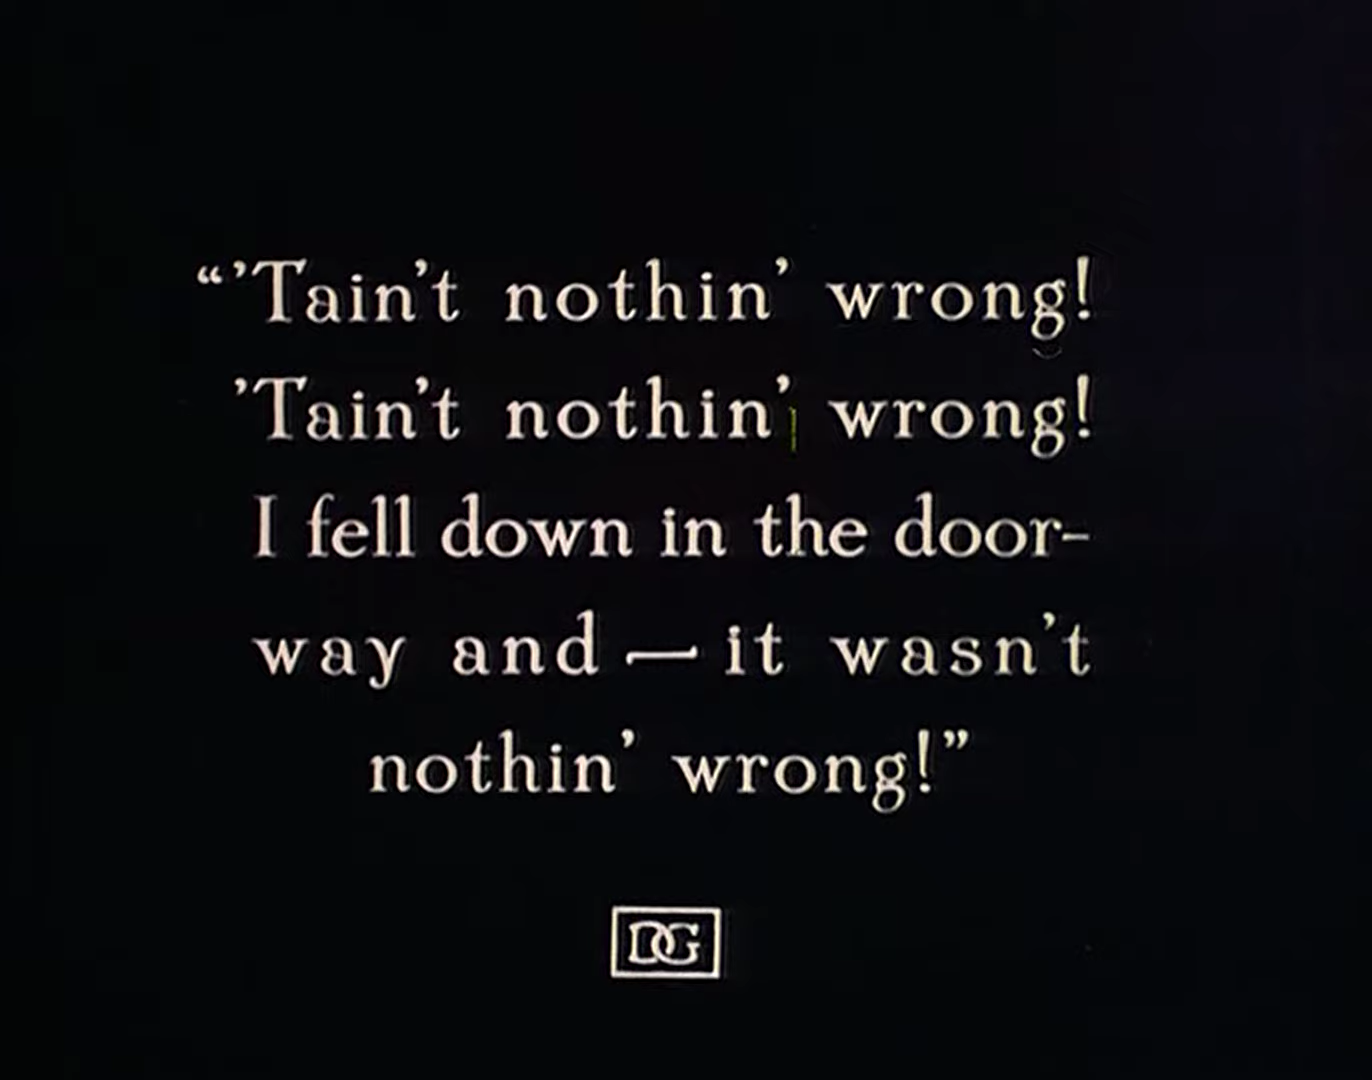 “’Tain’t nothin’ wrong!
’Tain’t nothin’ wrong!
I fell down in the door-
way and — it wasn’t
nothin’ wrong!”
DG